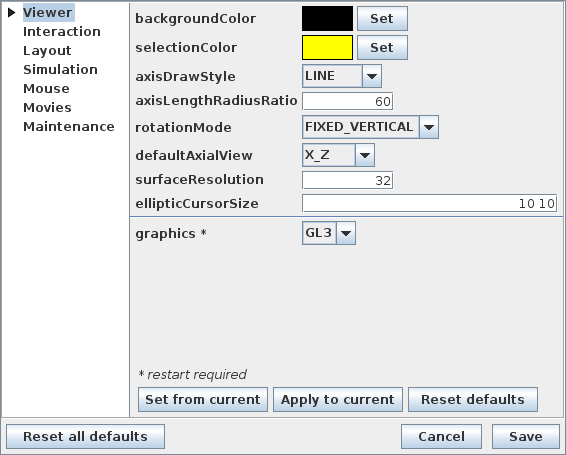 Viewer
Interaction
Layout
Simulation
Mouse
Movies
Maintenance
backgroundColor Set
selectionColor Set
axisDrawStyle LINE
axisLengthRadiusRatio 60
rotationMode FIXED_VERTICAL
defaultAxialView X_Z
surfaceResolution 32
ellipticCursorSize 10 10
graphics * GL3
* restart required
Set from current Apply to current Reset defaults
Reset all defaults Cancel Save